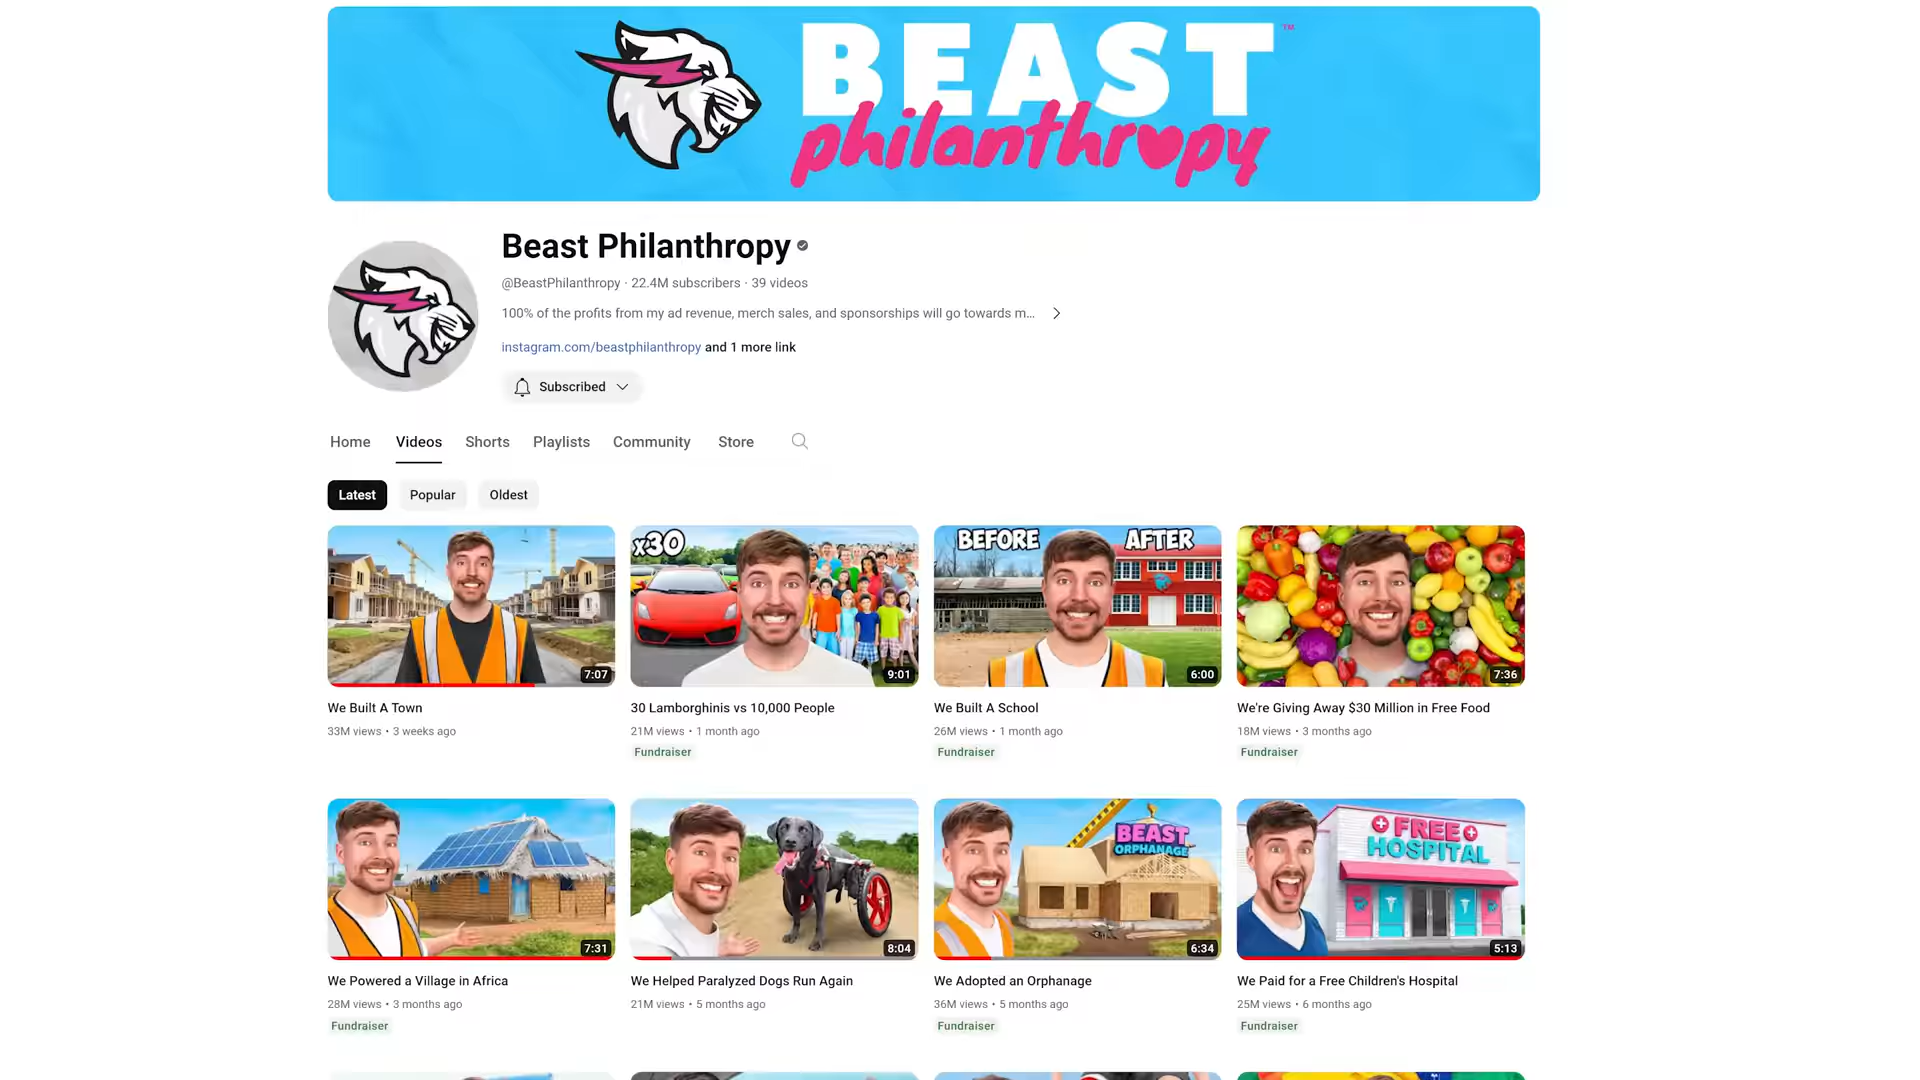 BEAST
philanthropy
TM
Beast Philanthropy
@BeastPhilanthropy · 22.4M subscribers · 39 videos
100% of the profits from my ad revenue, merch sales, and sponsorships will go towards m...
instagram.com/beastphilanthropy and 1 more link
Subscribed
Home Videos Shorts Playlists Community Store
Latest Popular Oldest
7:07
x30
9:01
BEFORE AFTER
6:00
7:36
We Built A Town
33M views • 3 weeks ago
30 Lamborghinis vs 10,000 People
21M views • 1 month ago
Fundraiser
We Built A School
26M views • 1 month ago
Fundraiser
We're Giving Away $30 Million in Free Food
18M views • 3 months ago
Fundraiser
7:31
8:04
BEAST
ORPHANAGE
6:34
FREE
HOSPITAL
5:13
We Powered a Village in Africa
28M views • 3 months ago
Fundraiser
We Helped Paralyzed Dogs Run Again
21M views • 5 months ago
We Adopted an Orphanage
36M views • 5 months ago
Fundraiser
We Paid for a Free Children's Hospital
25M views • 6 months ago
Fundraiser